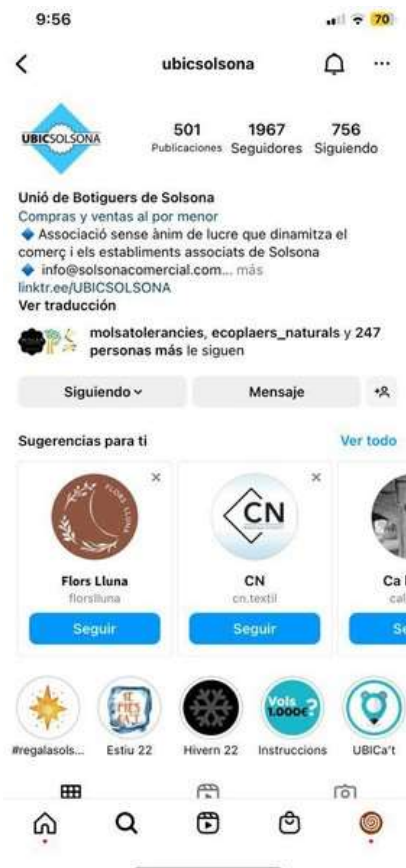 9:56
70
ubicsolsona
UBICSOLSONA
501 1967 756
Publicaciones Seguidores Siguiendo
Unió de Botiguers de Solsona
Compras y ventas al por menor
Associació sense ànim de lucre que dinamitza el
comerç i els establiments associats de Solsona
info@solsonacomercial.com... más
linktr.ee/UBICSOLSONA
Ver traducción
molsatolerancies, ecoplaers_naturals y 247
personas más le siguen
Siguiendo Mensaje
Sugerencias para ti Ver todo
FLORS LLUNA
CN
Flors Lluna CN Ca
florslluna cn.textil cal
Seguir Seguir Se
Vols
1.000€?
#regalasols... Estiu 22 Hivern 22 Instruccions UBICa't